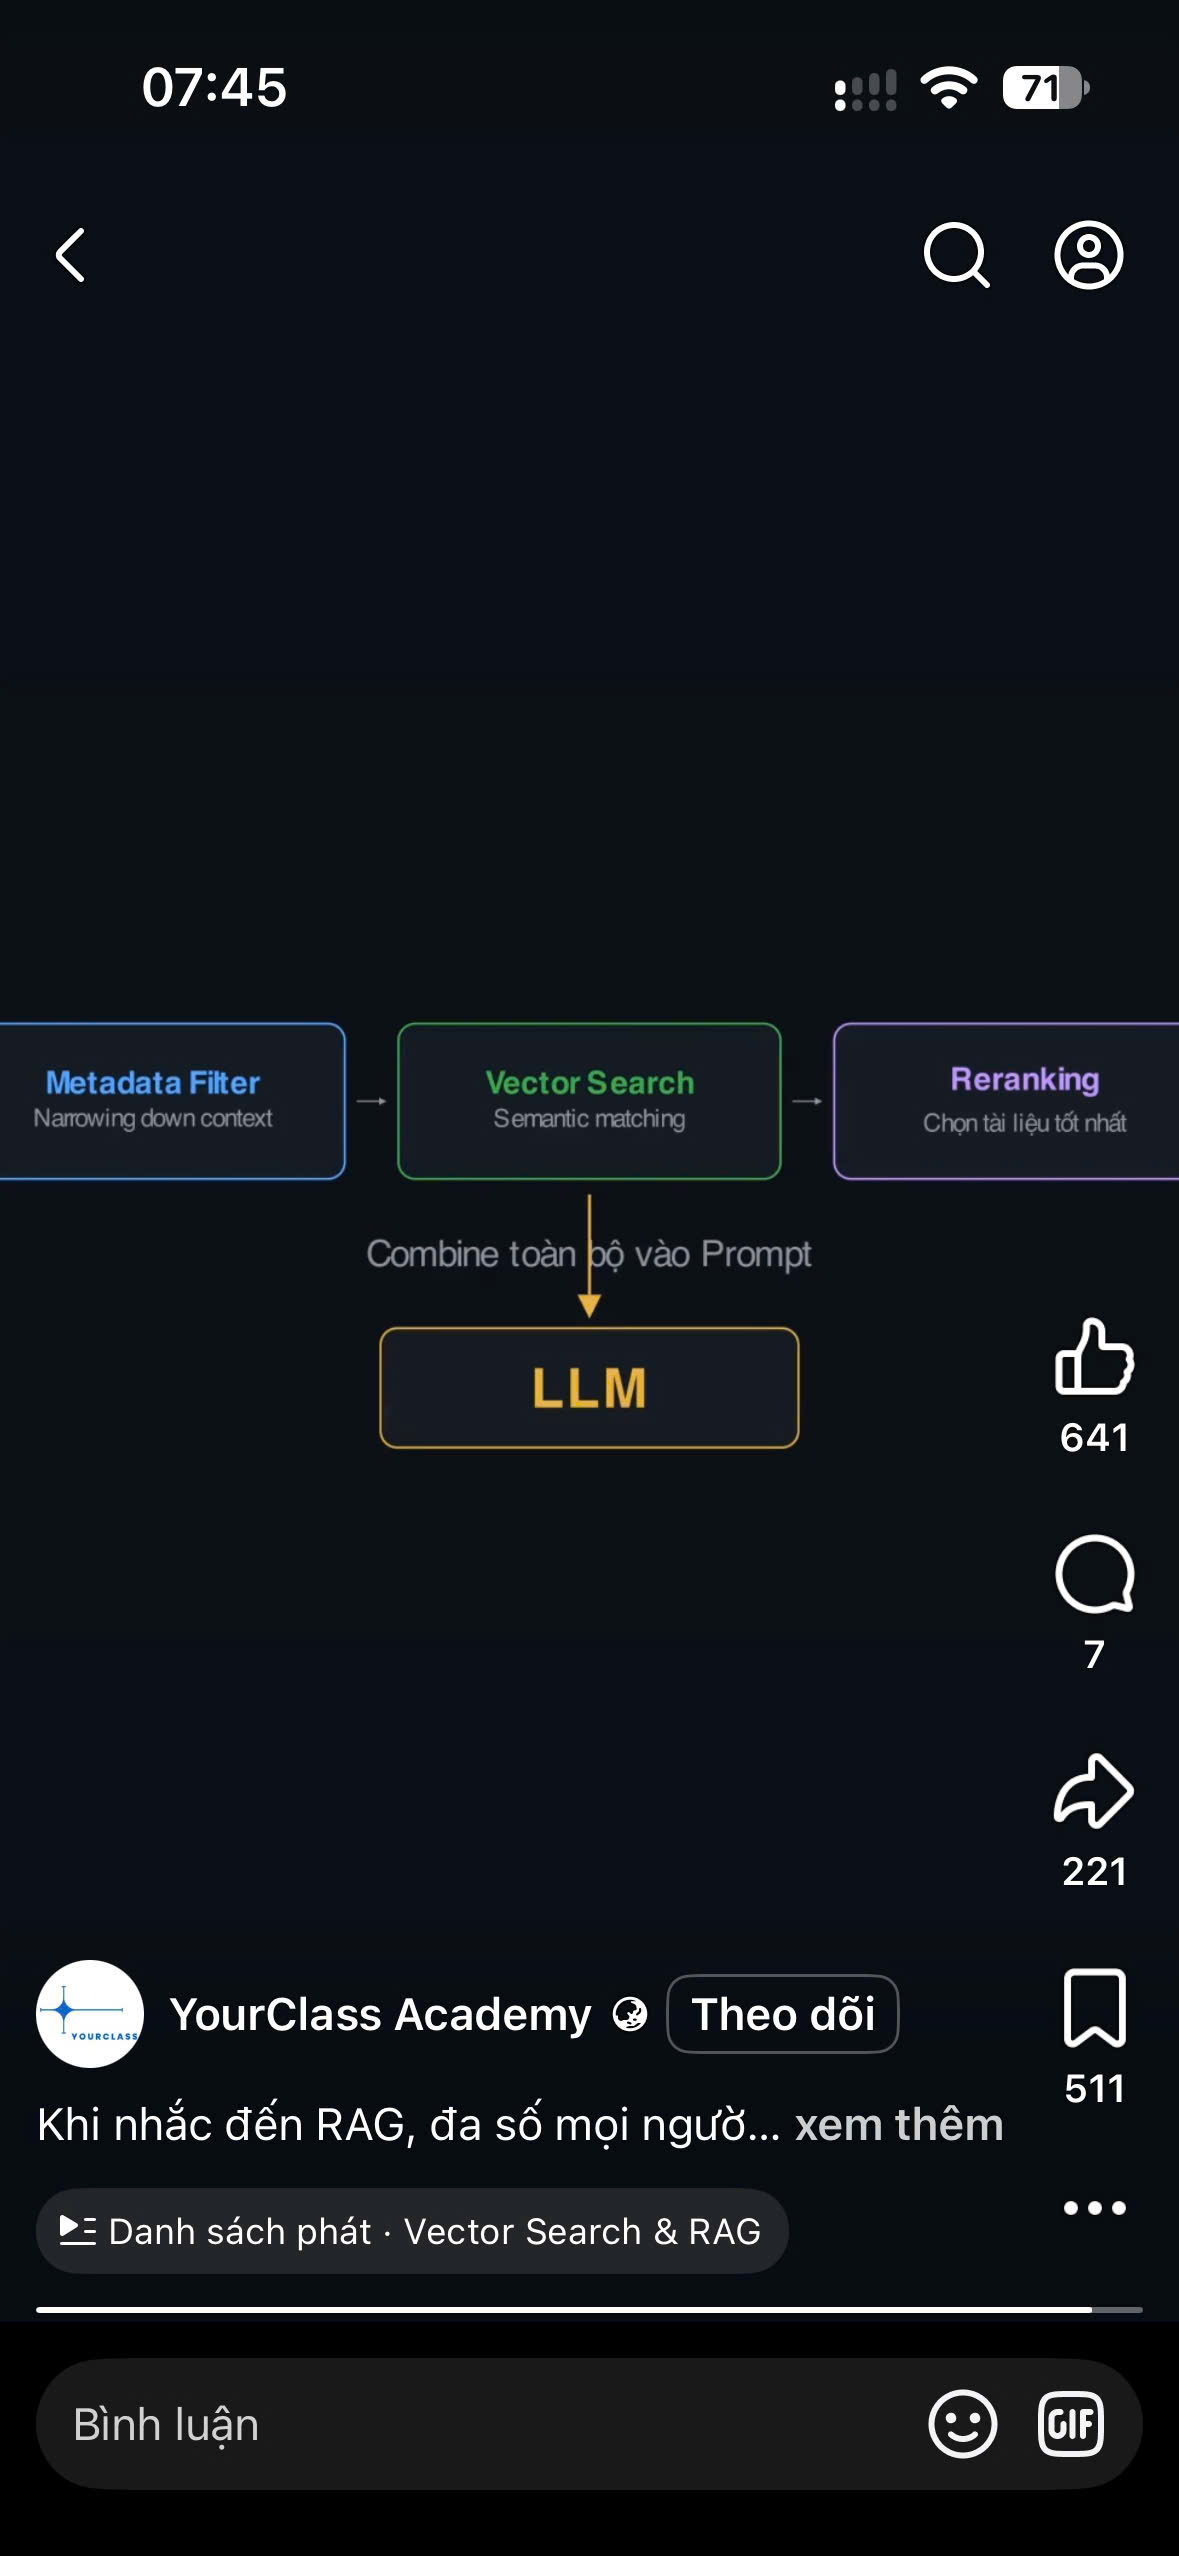 07:45
71
Metadata Filter
Narrowing down context
Vector Search
Semantic matching
Reranking
Chọn tài liệu tốt nhất
Combine toàn bộ vào Prompt
LLM
641
7
221
YOURCLASS
YourClass Academy
Theo dõi
511
Khi nhắc đến RAG, đa số mọi ngườ... xem thêm
Danh sách phát · Vector Search & RAG
Bình luận
GIF